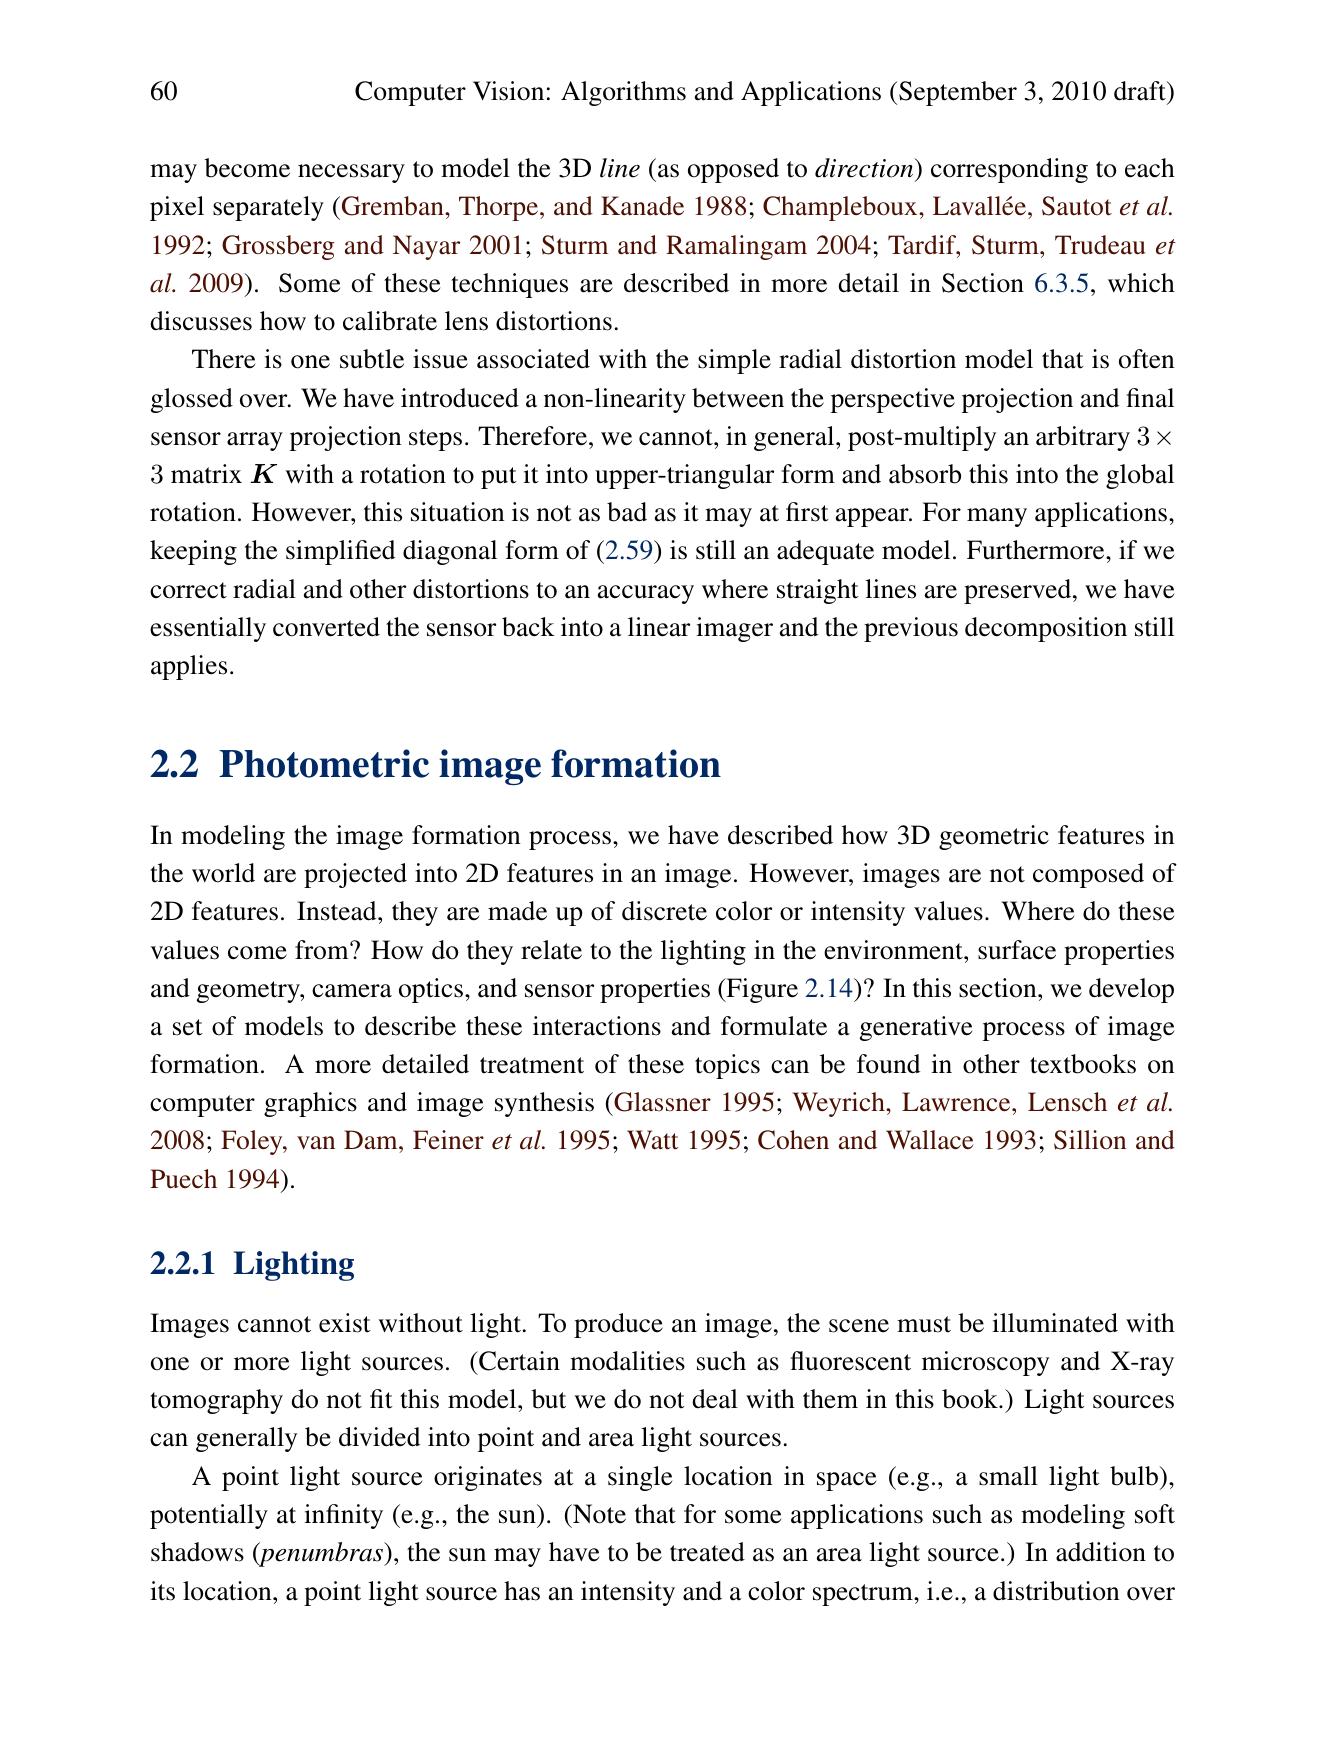 60 Computer Vision: Algorithms and Applications (September 3, 2010 draft)
may become necessary to model the 3D line (as opposed to direction) corresponding to each
pixel separately (Gremban, Thorpe, and Kanade 1988; Champleboux, Lavallée, Sautot et al.
1992; Grossberg and Nayar 2001; Sturm and Ramalingam 2004; Tardif, Sturm, Trudeau et
al. 2009). Some of these techniques are described in more detail in Section 6.3.5, which
discusses how to calibrate lens distortions.
There is one subtle issue associated with the simple radial distortion model that is often
glossed over. We have introduced a non-linearity between the perspective projection and final
sensor array projection steps. Therefore, we cannot, in general, post-multiply an arbitrary 3 ×
3 matrix K with a rotation to put it into upper-triangular form and absorb this into the global
rotation. However, this situation is not as bad as it may at first appear. For many applications,
keeping the simplified diagonal form of (2.59) is still an adequate model. Furthermore, if we
correct radial and other distortions to an accuracy where straight lines are preserved, we have
essentially converted the sensor back into a linear imager and the previous decomposition still
applies.
2.2 Photometric image formation
In modeling the image formation process, we have described how 3D geometric features in
the world are projected into 2D features in an image. However, images are not composed of
2D features. Instead, they are made up of discrete color or intensity values. Where do these
values come from? How do they relate to the lighting in the environment, surface properties
and geometry, camera optics, and sensor properties (Figure 2.14)? In this section, we develop
a set of models to describe these interactions and formulate a generative process of image
formation. A more detailed treatment of these topics can be found in other textbooks on
computer graphics and image synthesis (Glassner 1995; Weyrich, Lawrence, Lensch et al.
2008; Foley, van Dam, Feiner et al. 1995; Watt 1995; Cohen and Wallace 1993; Sillion and
Puech 1994).
2.2.1 Lighting
Images cannot exist without light. To produce an image, the scene must be illuminated with
one or more light sources. (Certain modalities such as fluorescent microscopy and X-ray
tomography do not fit this model, but we do not deal with them in this book.) Light sources
can generally be divided into point and area light sources.
A point light source originates at a single location in space (e.g., a small light bulb),
potentially at infinity (e.g., the sun). (Note that for some applications such as modeling soft
shadows (penumbras), the sun may have to be treated as an area light source.) In addition to
its location, a point light source has an intensity and a color spectrum, i.e., a distribution over